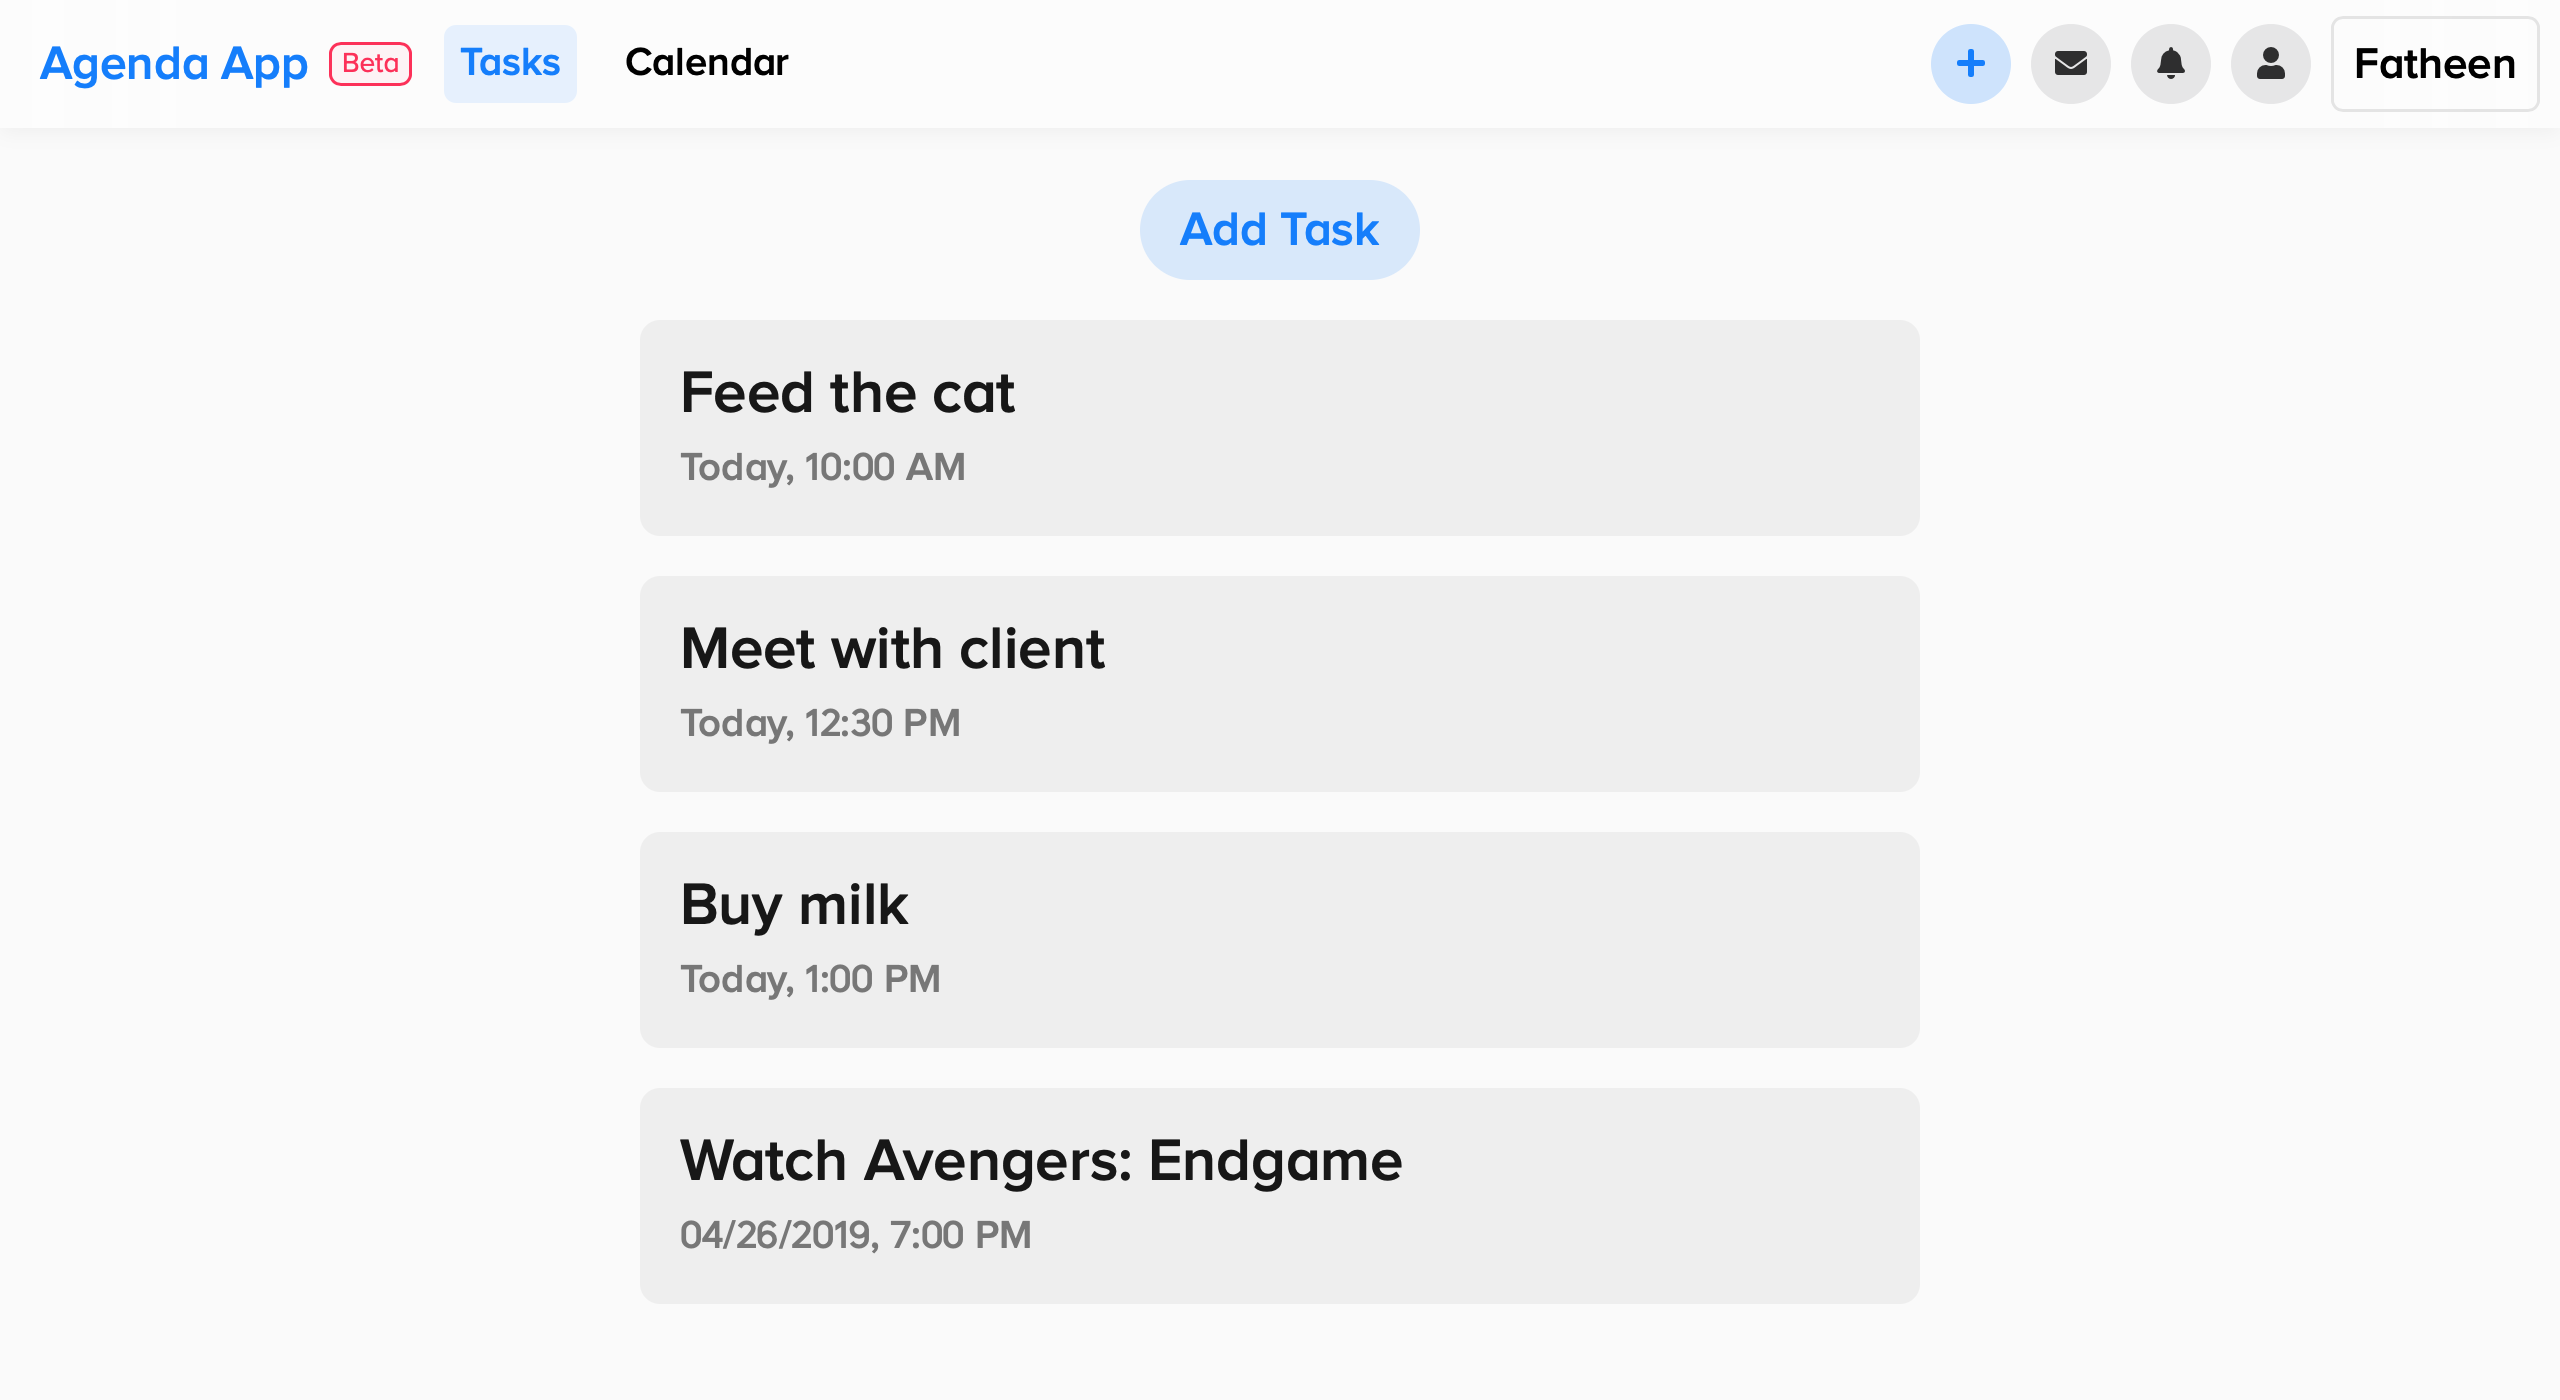 Agenda App Beta Tasks Calendar Fatheen
Add Task
Feed the cat
Today, 10:00 AM
Meet with client
Today, 12:30 PM
Buy milk
Today, 1:00 PM
Watch Avengers: Endgame
04/26/2019, 7:00 PM